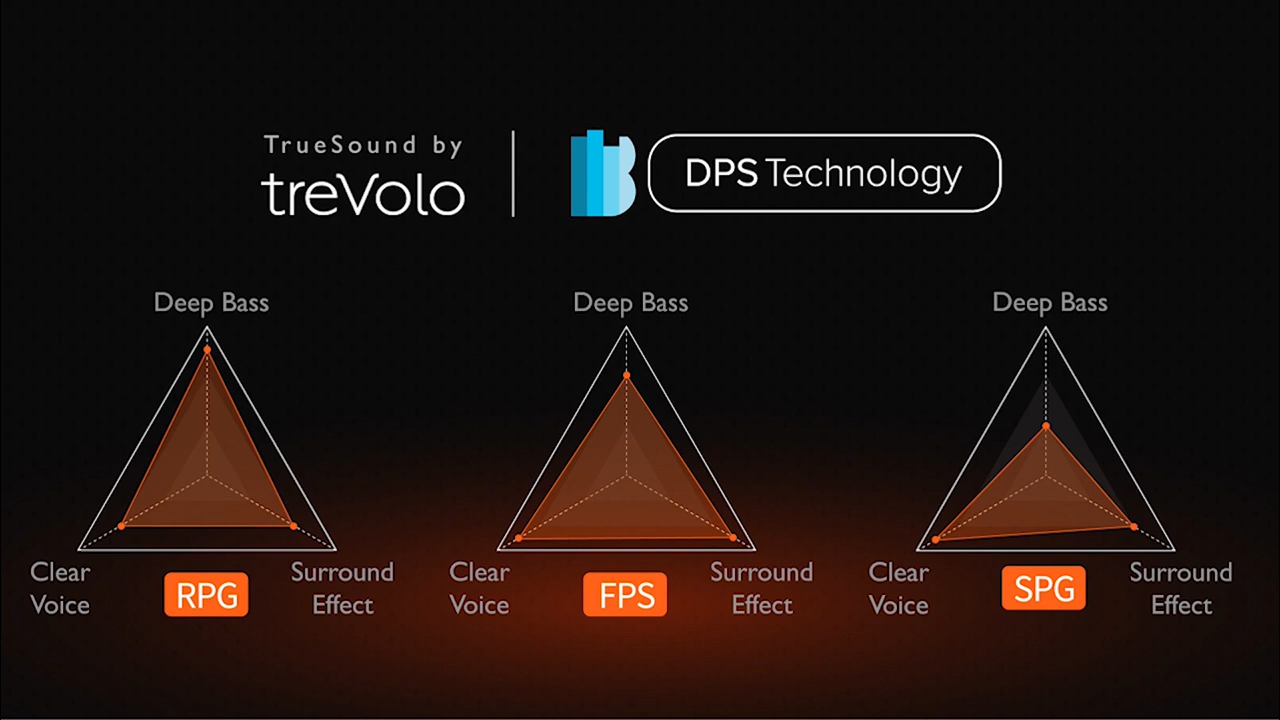 TrueSound by
treVolo
DPS Technology
Deep Bass
Clear
Voice
RPG
Surround
Effect
Deep Bass
Clear
Voice
FPS
Surround
Effect
Deep Bass
Clear
Voice
SPG
Surround
Effect